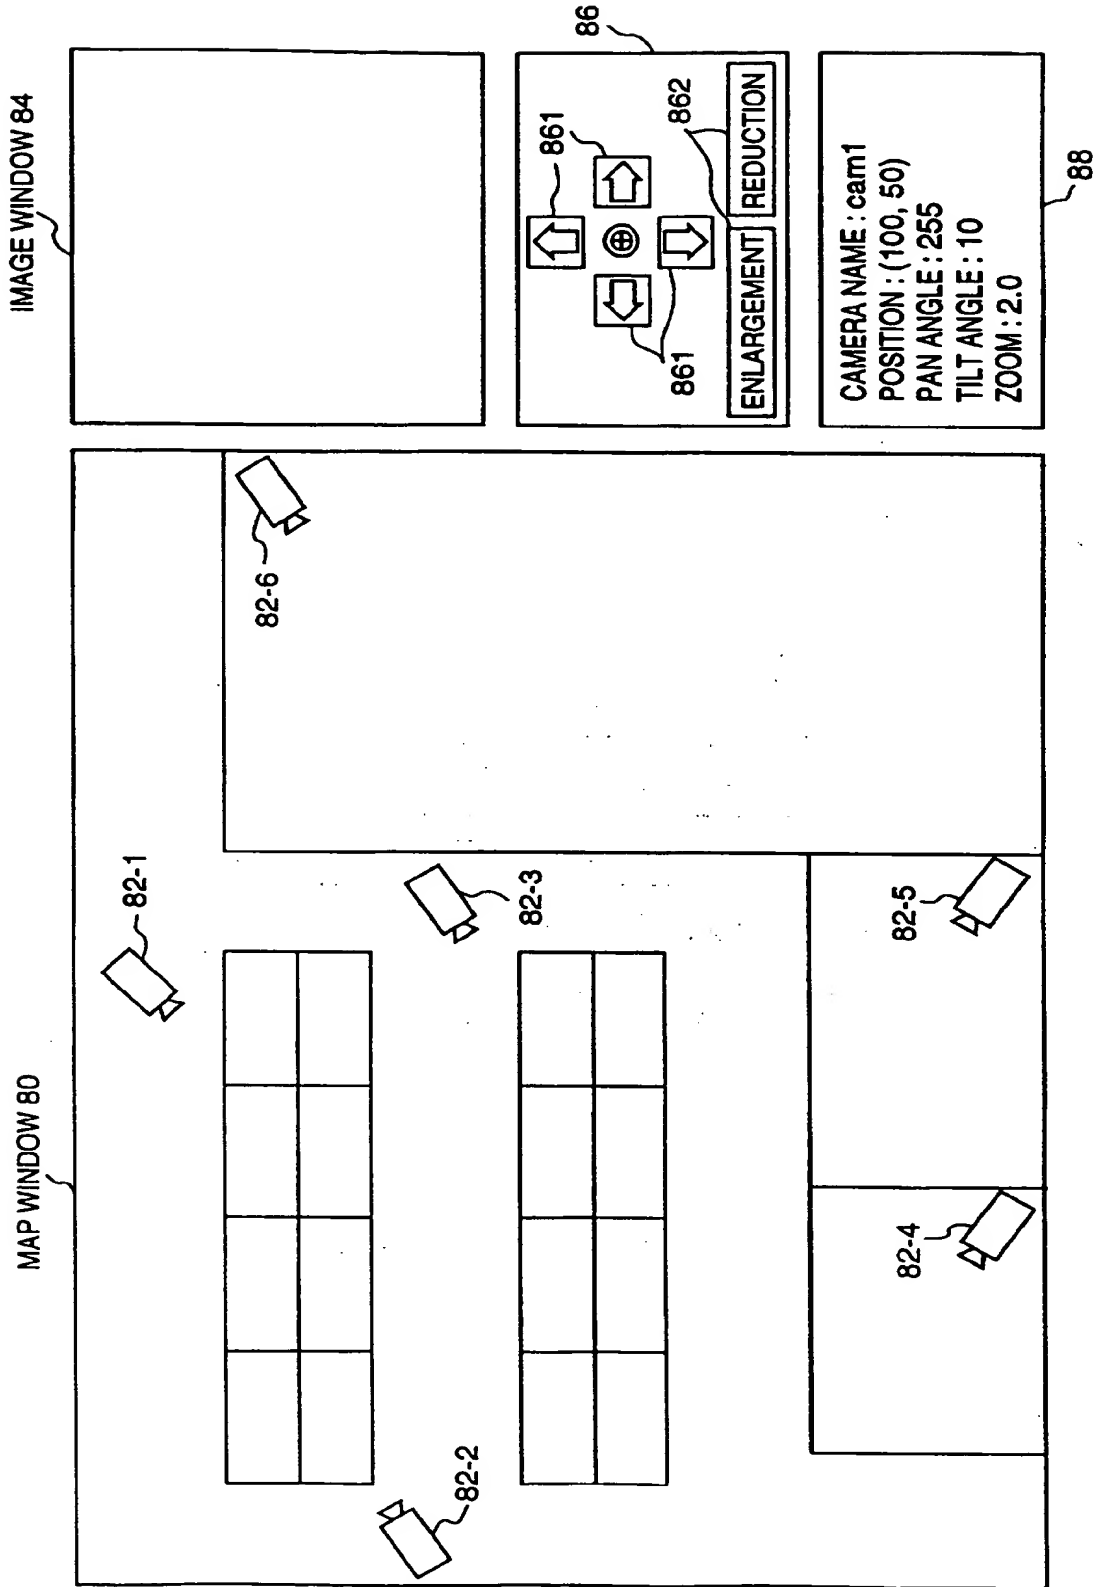 MAP WINDOW 80
IMAGE WINDOW 84
82-1
82-2
82-3
82-4
82-5
82-6
86
861
861
861
862
ENLARGEMENT
REDUCTION
CAMERA NAME : cam1
POSITION : (100, 50)
PAN ANGLE : 255
TILT ANGLE : 10
ZOOM : 2.0
88